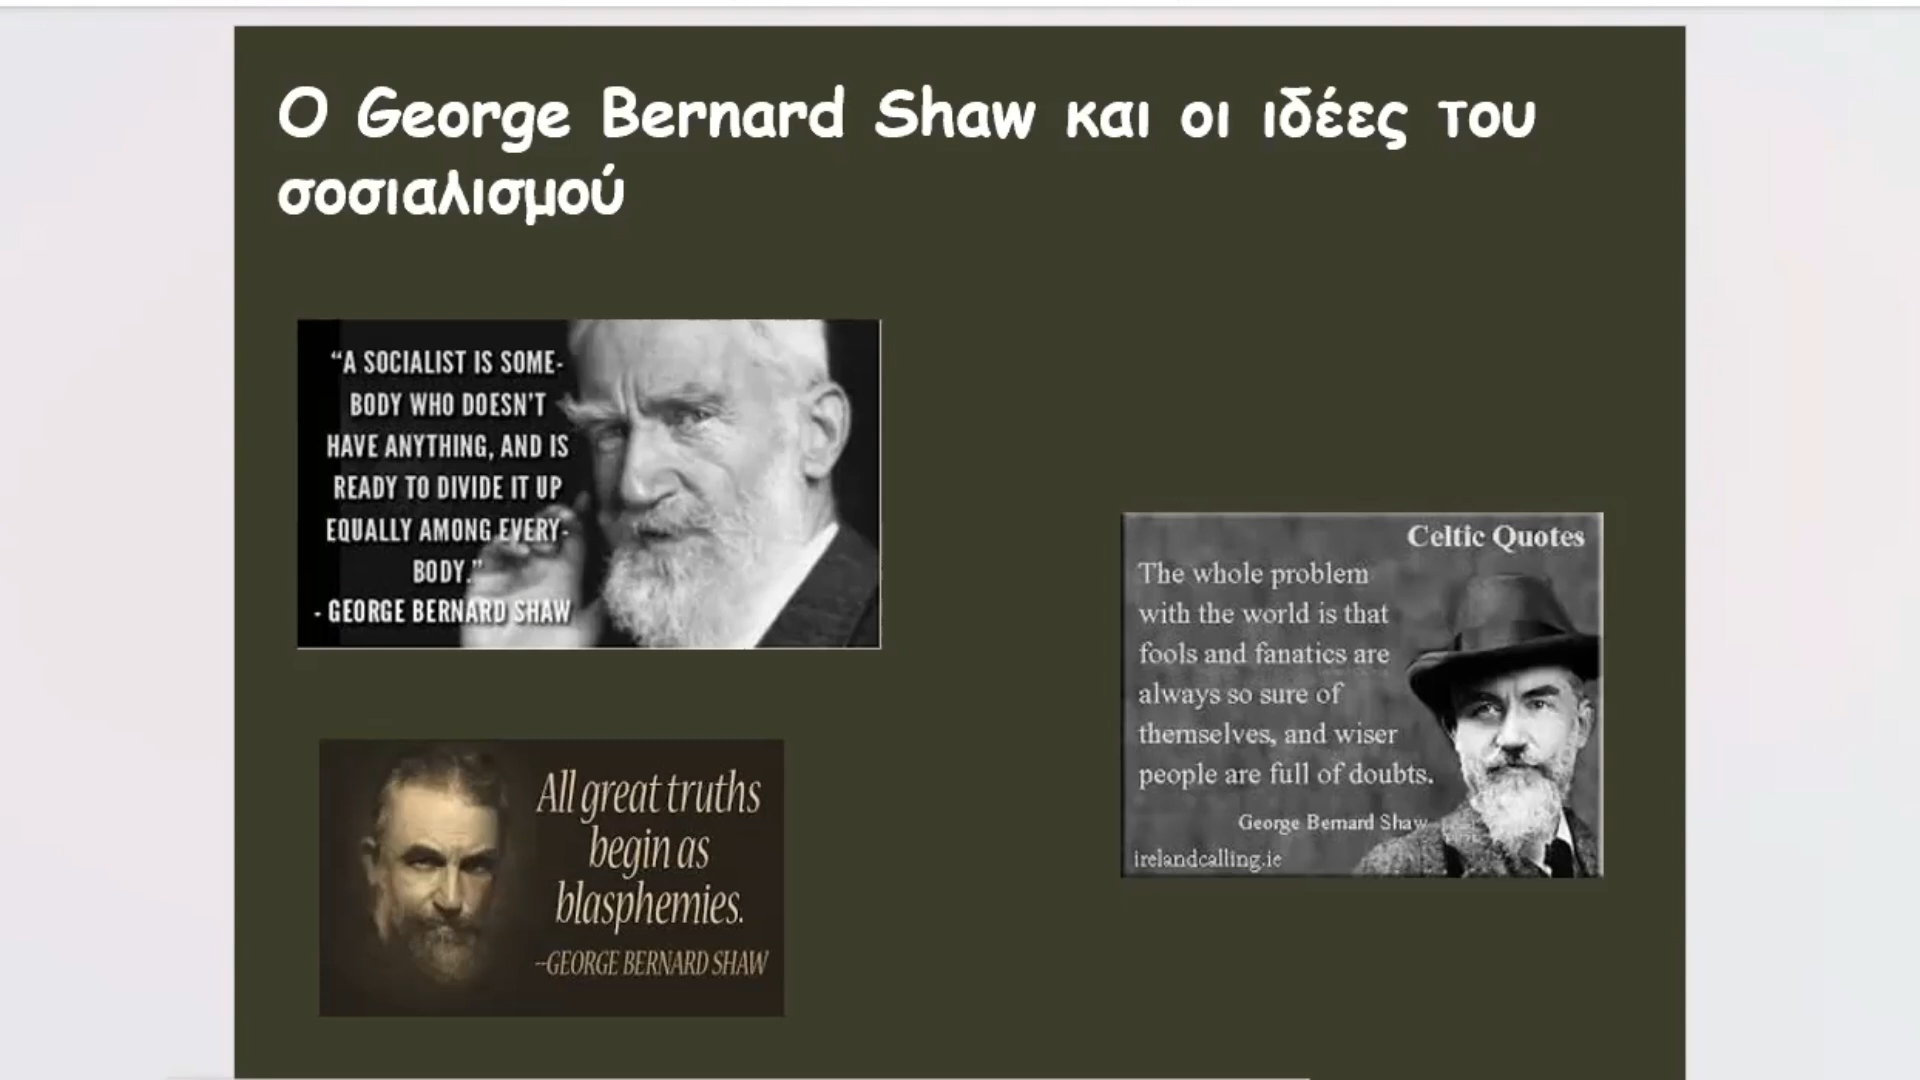 Ο George Bernard Shaw και οι ιδέες του
σοσιαλισμού
“A SOCIALIST IS SOME-
BODY WHO DOESN'T
HAVE ANYTHING, AND IS
READY TO DIVIDE IT UP
EQUALLY AMONG EVERY-
BODY.”
- GEORGE BERNARD SHAW
Celtic Quotes
The whole problem
with the world is that
fools and fanatics are
always so sure of
themselves, and wiser
people are full of doubts.
George Bernard Shaw
irelandcalling.ie
All great truths
begin as
blasphemies.
--GEORGE BERNARD SHAW